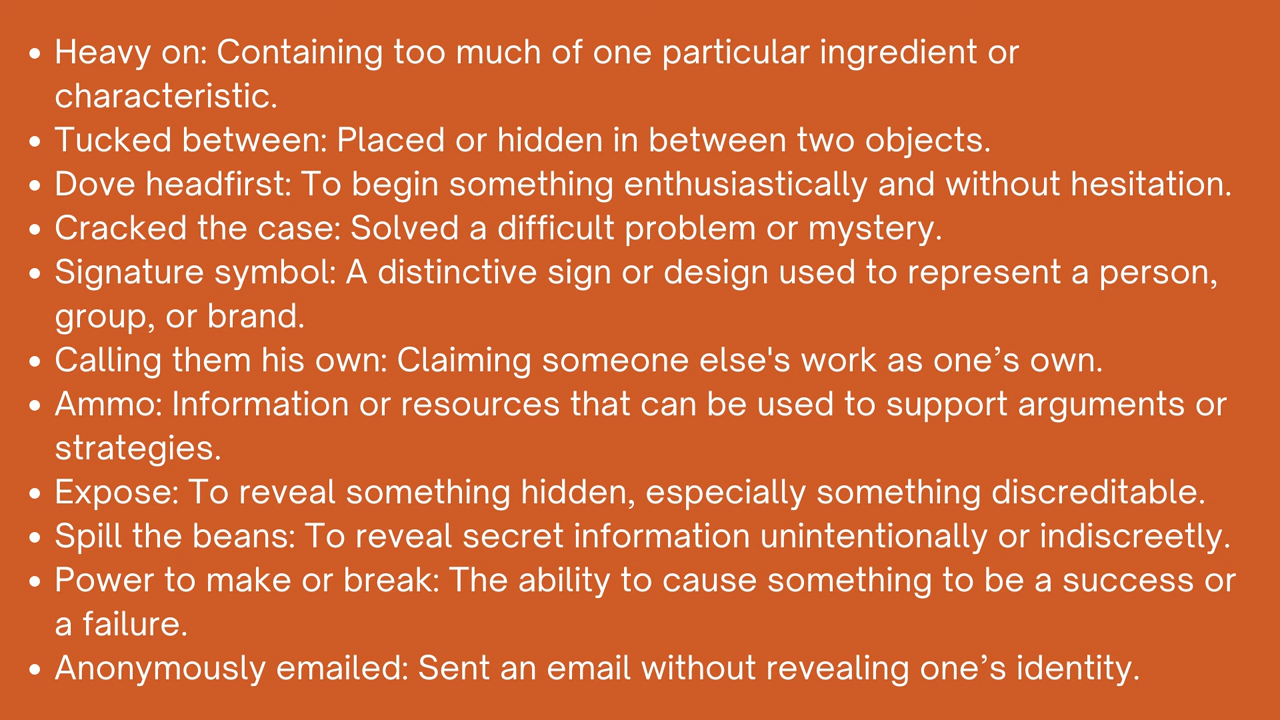 • Heavy on: Containing too much of one particular ingredient or
characteristic.
• Tucked between: Placed or hidden in between two objects.
• Dove headfirst: To begin something enthusiastically and without hesitation.
• Cracked the case: Solved a difficult problem or mystery.
• Signature symbol: A distinctive sign or design used to represent a person,
group, or brand.
• Calling them his own: Claiming someone else's work as one’s own.
• Ammo: Information or resources that can be used to support arguments or
strategies.
• Expose: To reveal something hidden, especially something discreditable.
• Spill the beans: To reveal secret information unintentionally or indiscreetly.
• Power to make or break: The ability to cause something to be a success or
a failure.
• Anonymously emailed: Sent an email without revealing one’s identity.